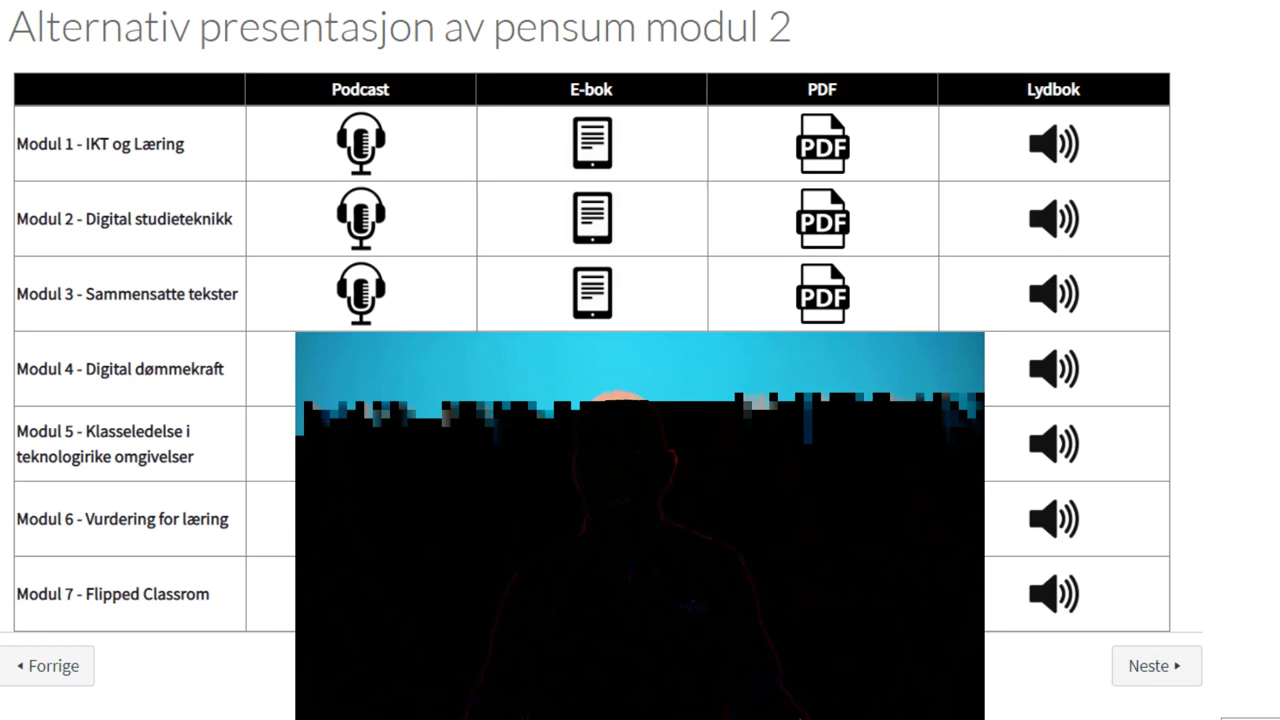 Alternativ presentasjon av pensum modul 2
Podcast E-bok PDF Lydbok
Modul 1 - IKT og Læring PDF
Modul 2 - Digital studieteknikk PDF
Modul 3 - Sammensatte tekster PDF
Modul 4 - Digital dømmekraft
Modul 5 - Klasseledelse i
teknologirike omgivelser
Modul 6 - Vurdering for læring
Modul 7 - Flipped Classrom
Forrige Neste